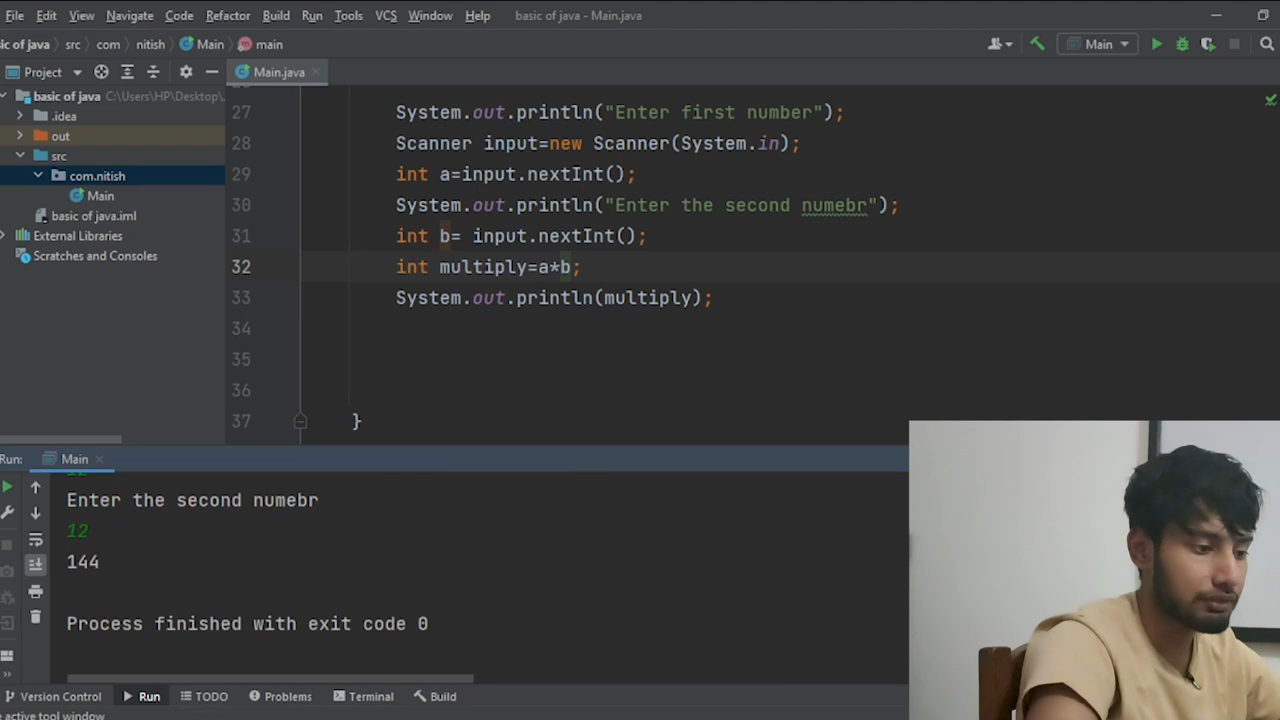 File Edit View Navigate Code Refactor Build Run Tools VCS Window Help basic of java - Main.java
ic of java src com nitish Main main Main
Project Main.java
basic of java C:\Users\HP\Desktop\
.idea
out
src
com.nitish
Main
basic of java.iml
External Libraries
Scratches and Consoles
27 System.out.println("Enter first number");
28 Scanner input=new Scanner(System.in);
29 int a=input.nextInt();
30 System.out.println("Enter the second numebr");
31 int b= input.nextInt();
32 int multiply=a*b;
33 System.out.println(multiply);
34
35
36
37 }
Run: Main
Enter the second numebr
12
144
Process finished with exit code 0
Version Control Run TODO Problems Terminal Build
e active tool window